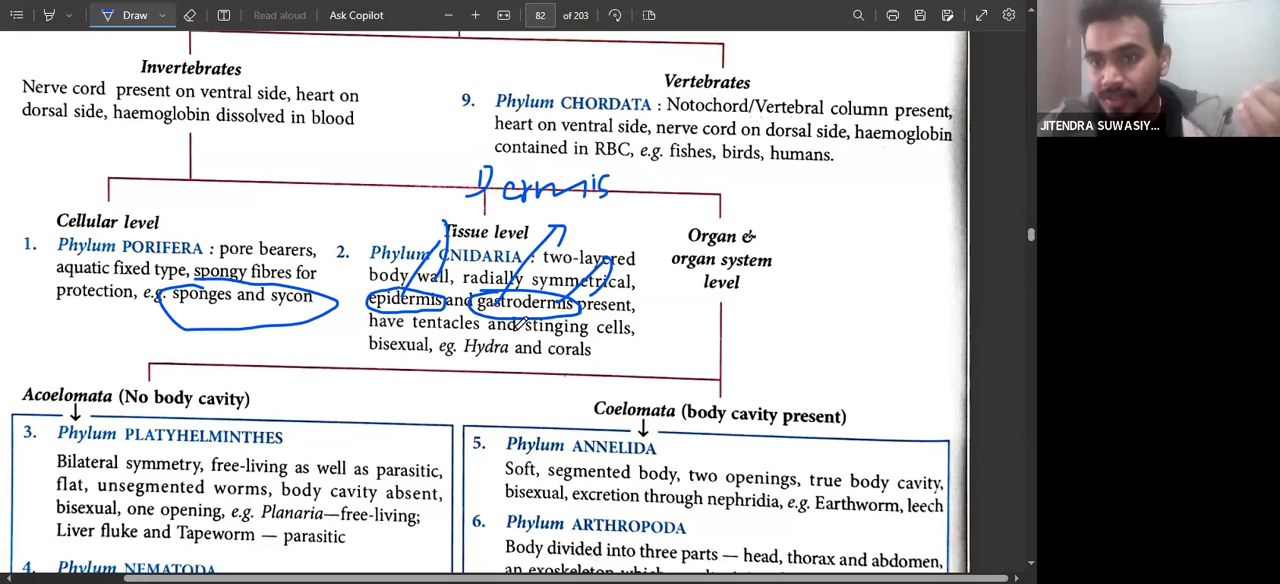 Draw
Read aloud
Ask Copilot
82 of 203
JITENDRA SUWASIY...
Invertebrates
Nerve cord present on ventral side, heart on
dorsal side, haemoglobin dissolved in blood
Vertebrates
9. Phylum CHORDATA : Notochord/Vertebral column present,
heart on ventral side, nerve cord on dorsal side, haemoglobin
contained in RBC, e.g. fishes, birds, humans.
Dermis
Cellular level
1. Phylum PORIFERA : pore bearers,
aquatic fixed type, spongy fibres for
protection, e.g. sponges and sycon
Tissue level
2. Phylum CNIDARIA : two-layered
body wall, radially symmetrical,
epidermis and gastrodermis present,
have tentacles and stinging cells,
bisexual, eg. Hydra and corals
Organ &
organ system
level
Acoelomata (No body cavity)
3. Phylum PLATYHELMINTHES
Bilateral symmetry, free-living as well as parasitic,
flat, unsegmented worms, body cavity absent,
bisexual, one opening, e.g. Planaria—free-living;
Liver fluke and Tapeworm — parasitic
4. Phylum NEMATODA
Coelomata (body cavity present)
5. Phylum ANNELIDA
Soft, segmented body, two openings, true body cavity,
bisexual, excretion through nephridia, e.g. Earthworm, leech
6. Phylum ARTHROPODA
Body divided into three parts — head, thorax and abdomen,
an exoskeleton which